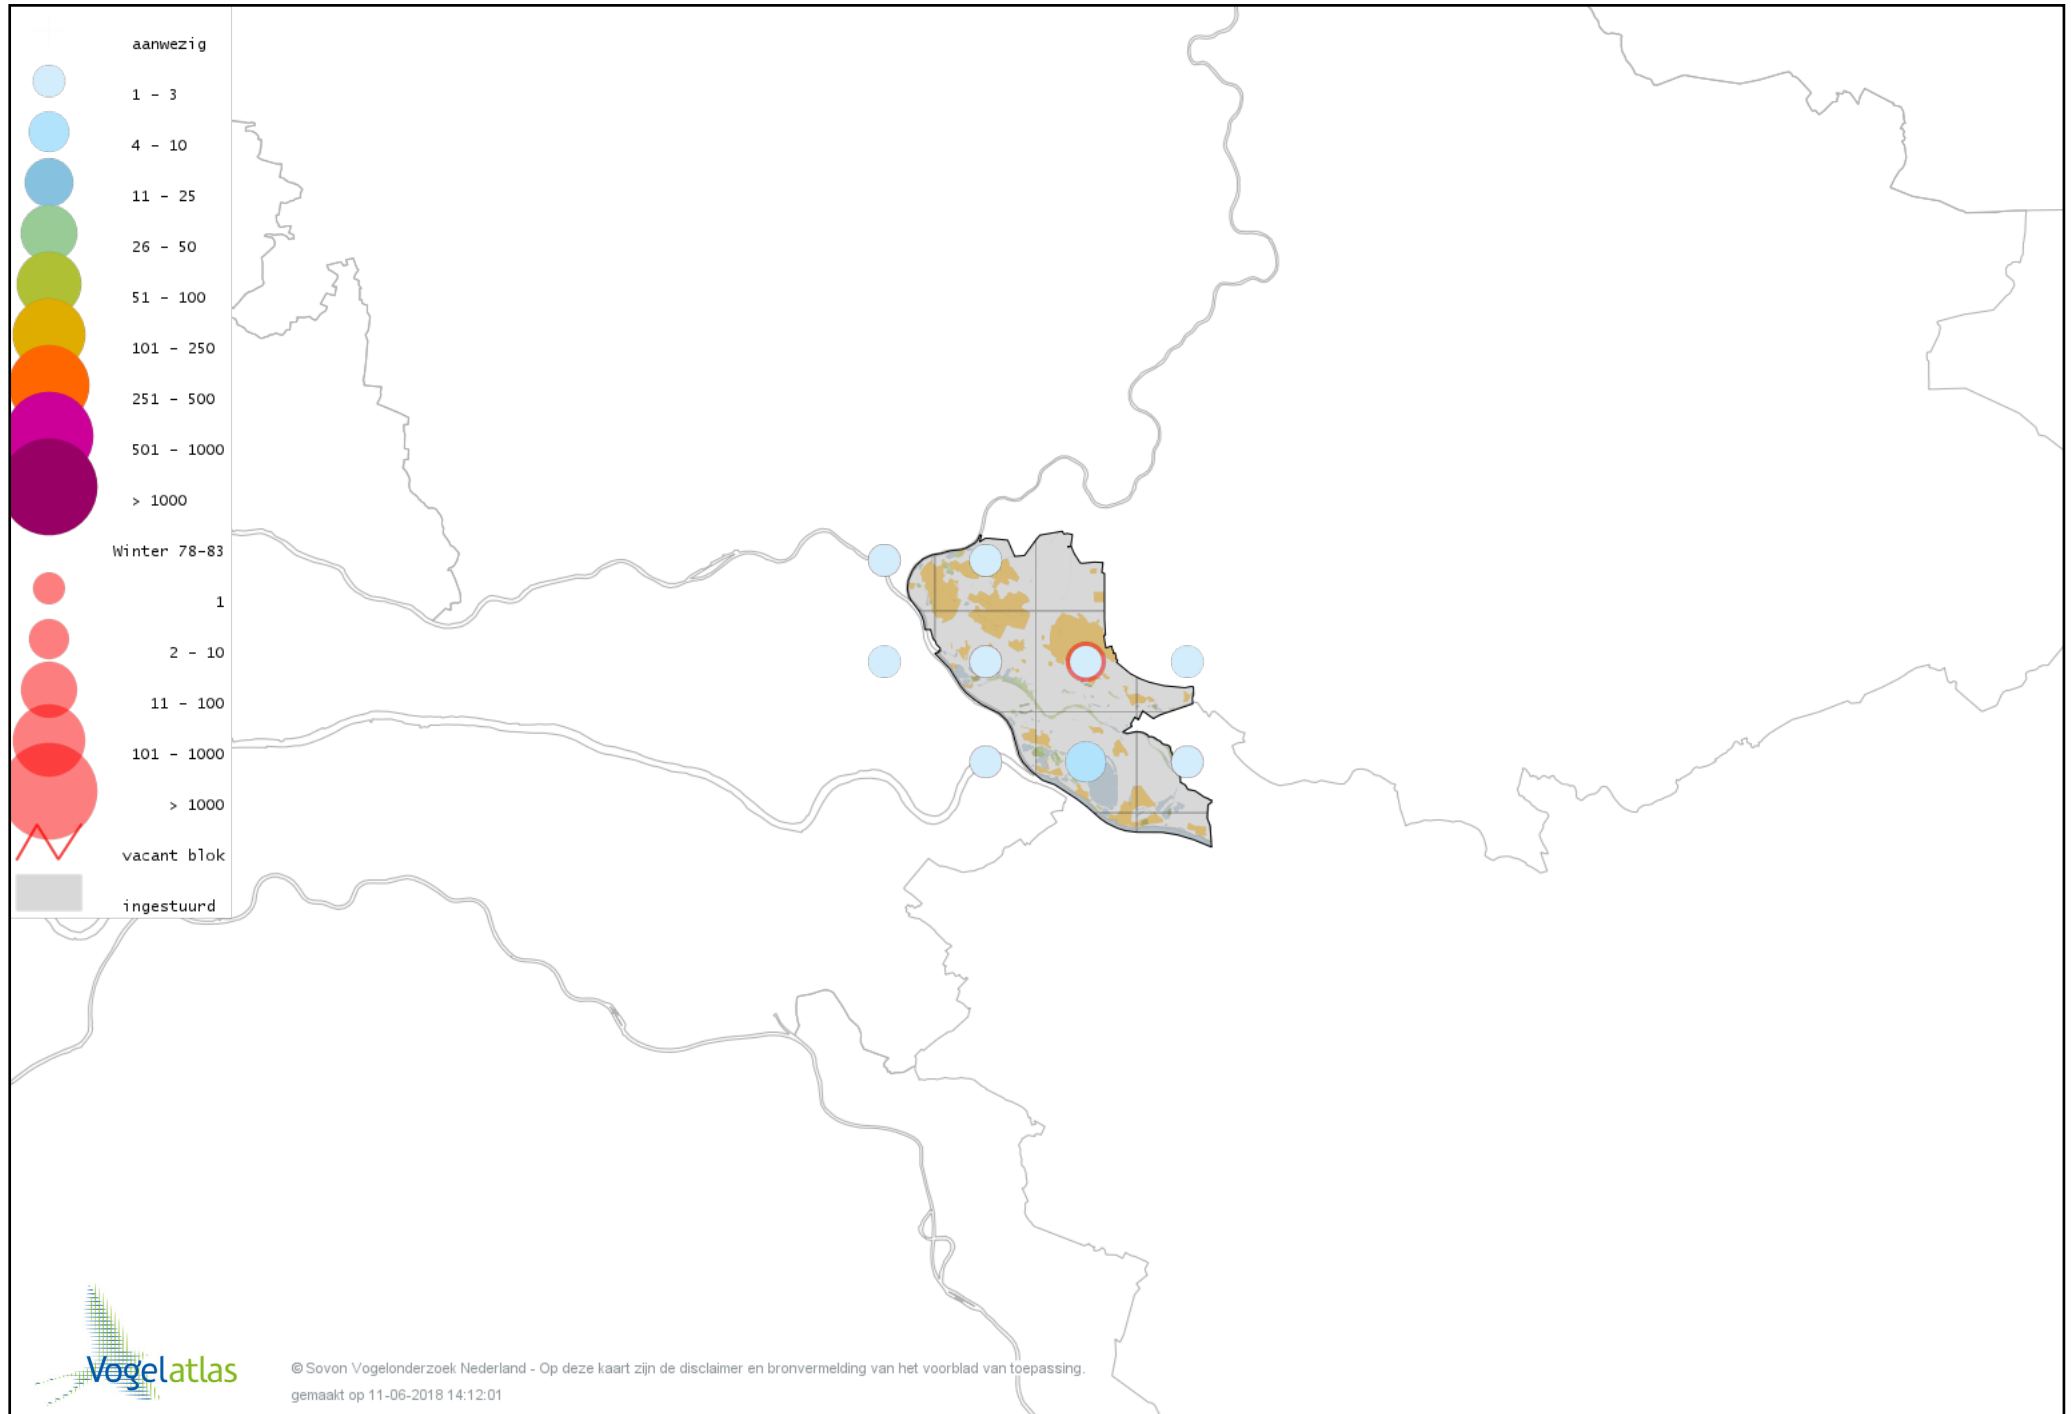 aanwezig
1 - 3
4 - 10
11 - 25
26 - 50
51 - 100
101 - 250
251 - 500
501 - 1000
> 1000
Winter 78-83
1
2 - 10
11 - 100
101 - 1000
> 1000
vacant blok
ingestuurd
Vogelatlas
© Sovon Vogelonderzoek Nederland - Op deze kaart zijn de disclaimer en bronvermelding van het voorblad van toepassing.
gemaakt op 11-06-2018 14:12:01